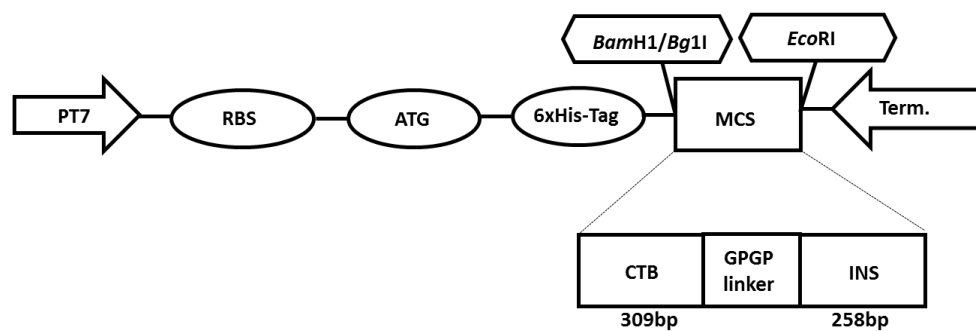 BamH1/Bg1I
EcoRI
PT7
RBS
ATG
6xHis-Tag
MCS
Term.
CTB
GPGP
linker
INS
309bp
258bp